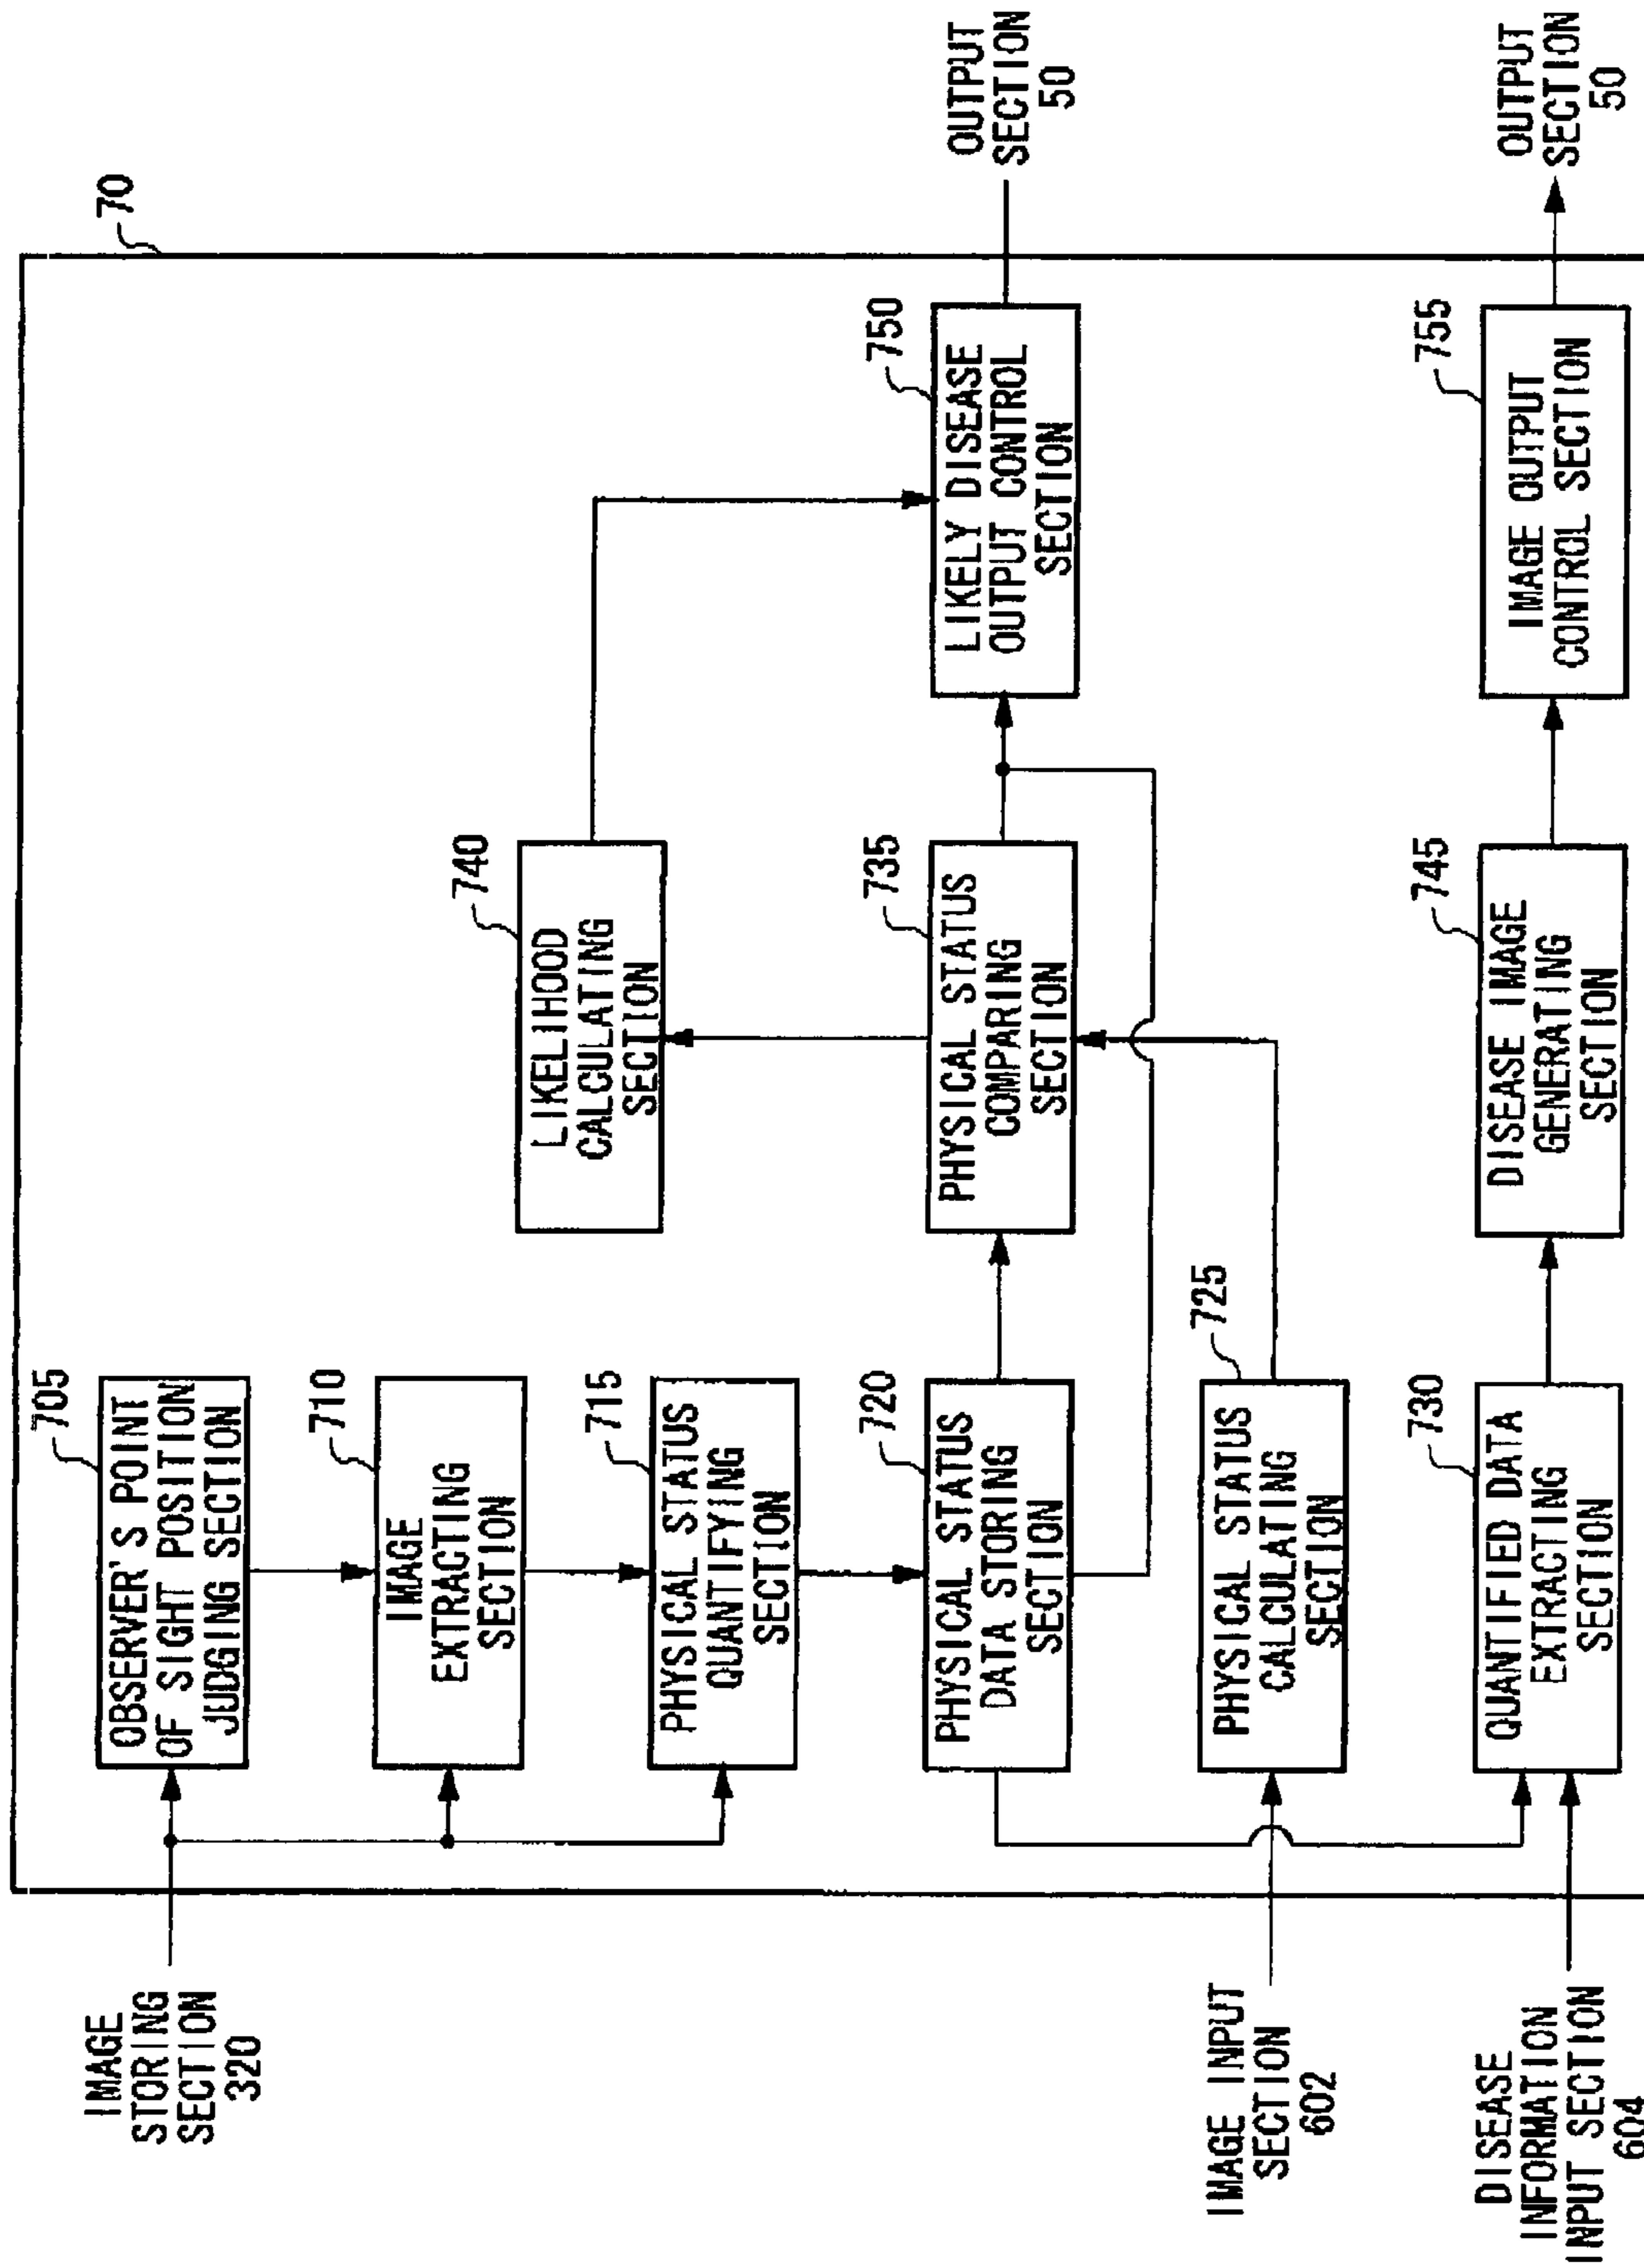 70
IMAGE
STORING
SECTION
320
705
OBSERVER'S POINT
OF SIGHT POSITION
JUDGING SECTION
710
IMAGE
EXTRACTING
SECTION
715
PHYSICAL STATUS
QUANTIFYING
SECTION
740
LIKELIHOOD
CALCULATING
SECTION
720
PHYSICAL STATUS
DATA STORING
SECTION
735
PHYSICAL STATUS
COMPARING
SECTION
750
LIKELY DISEASE
OUTPUT CONTROL
SECTION
OUTPUT
SECTION
50
IMAGE INPUT
SECTION
602
725
PHYSICAL STATUS
CALCULATING
SECTION
DISEASE
INFORMATION
INPUT SECTION
604
730
QUANTIFIED DATA
EXTRACTING
SECTION
745
DISEASE IMAGE
GENERATING
SECTION
755
IMAGE OUTPUT
CONTROL SECTION
OUTPUT
SECTION
50